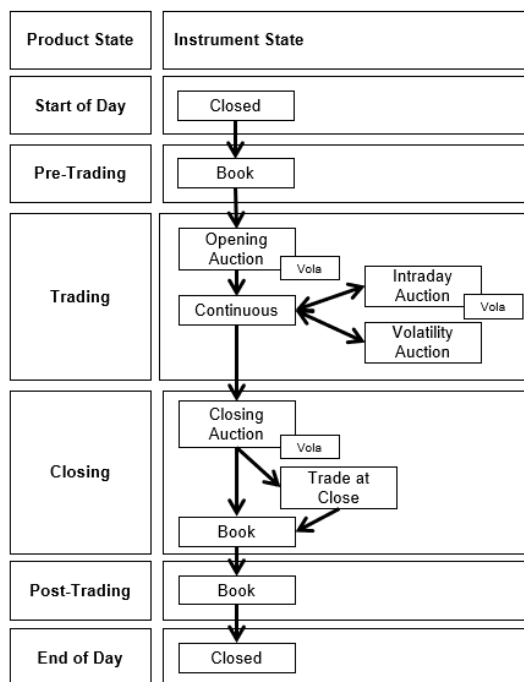 Product State
Instrument State
Start of Day
Closed
Pre-Trading
Book
Trading
Opening
Auction
Vola
Continuous
Intraday
Auction
Vola
Volatility
Auction
Closing
Closing
Auction
Vola
Trade at
Close
Book
Post-Trading
Book
End of Day
Closed